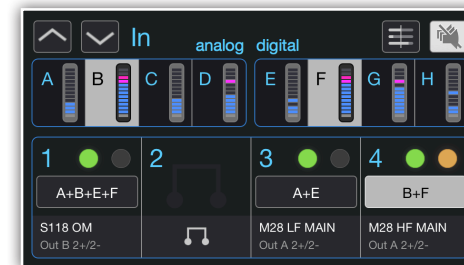 In analog digital
A B C D E F G H
1 2 3 4
A+B+E+F A+E B+F
S118 OM M28 LF MAIN M28 HF MAIN
Out B 2+/2- Out A 2+/2- Out A 2+/2-